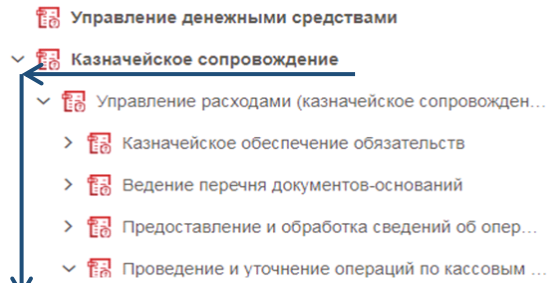 Управление денежными средствами
Казначейское сопровождение
Управление расходами (казначейское сопровожден...
Казначейское обеспечение обязательств
Ведение перечня документов-оснований
Предоставление и обработка сведений об опер...
Проведение и уточнение операций по кассовым ...